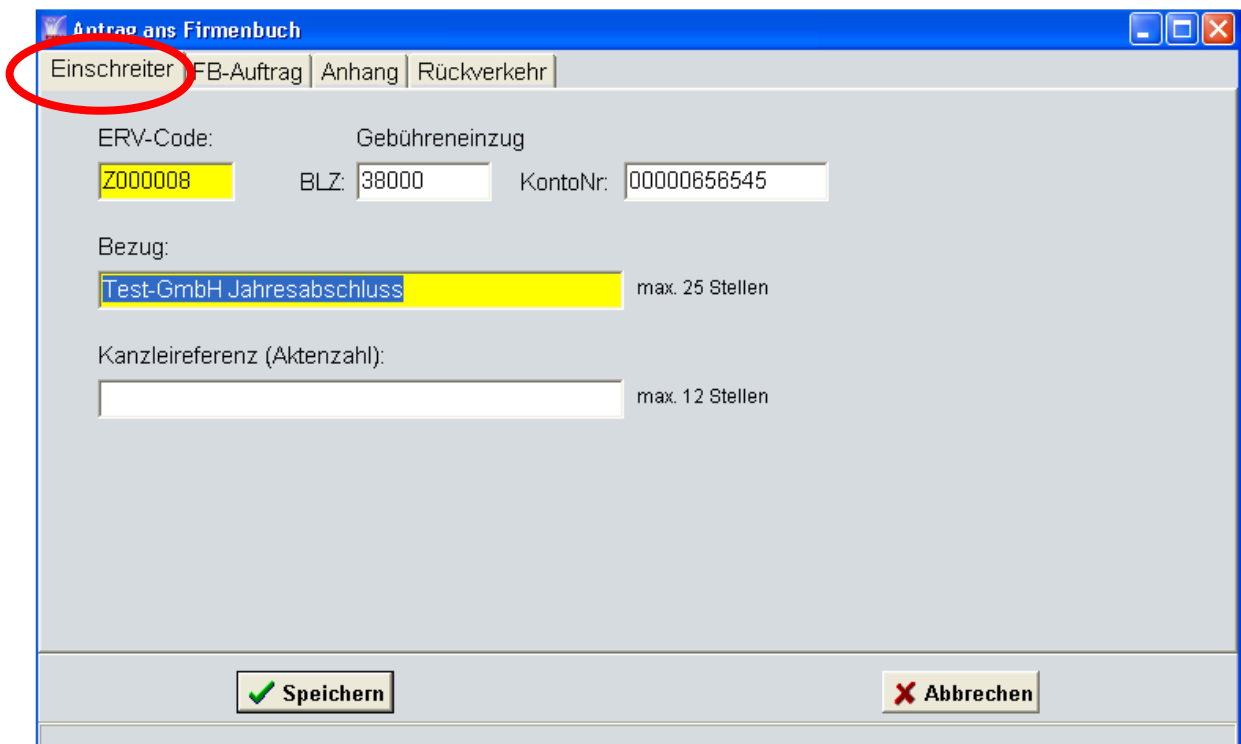 Antrag ans Firmenbuch
Einschreiter FB-Auftrag Anhang Rückverkehr
ERV-Code: Gebühreneinzug
Z000008 BLZ: 38000 KontoNr: 00000656545
Bezug:
Test-GmbH Jahresabschluss max. 25 Stellen
Kanzleireferenz (Aktenzahl):
max. 12 Stellen
Speichern Abbrechen